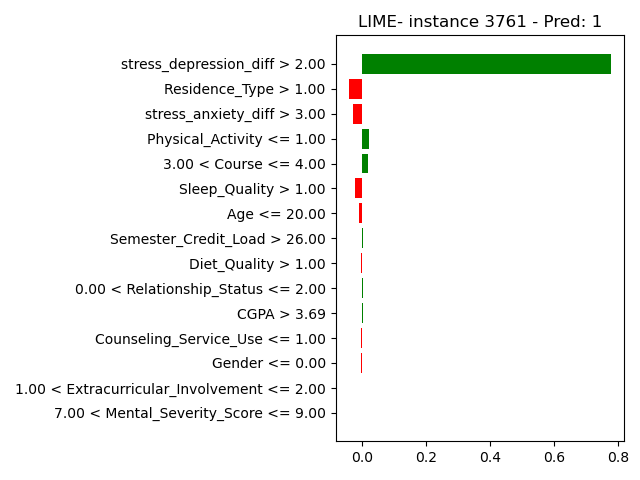 LIME- instance 3761 - Pred: 1
stress_depression_diff > 2.00
Residence_Type > 1.00
stress_anxiety_diff > 3.00
Physical_Activity <= 1.00
3.00 < Course <= 4.00
Sleep_Quality > 1.00
Age <= 20.00
Semester_Credit_Load > 26.00
Diet_Quality > 1.00
0.00 < Relationship_Status <= 2.00
CGPA > 3.69
Counseling_Service_Use <= 1.00
Gender <= 0.00
1.00 < Extracurricular_Involvement <= 2.00
7.00 < Mental_Severity_Score <= 9.00
0.0 0.2 0.4 0.6 0.8